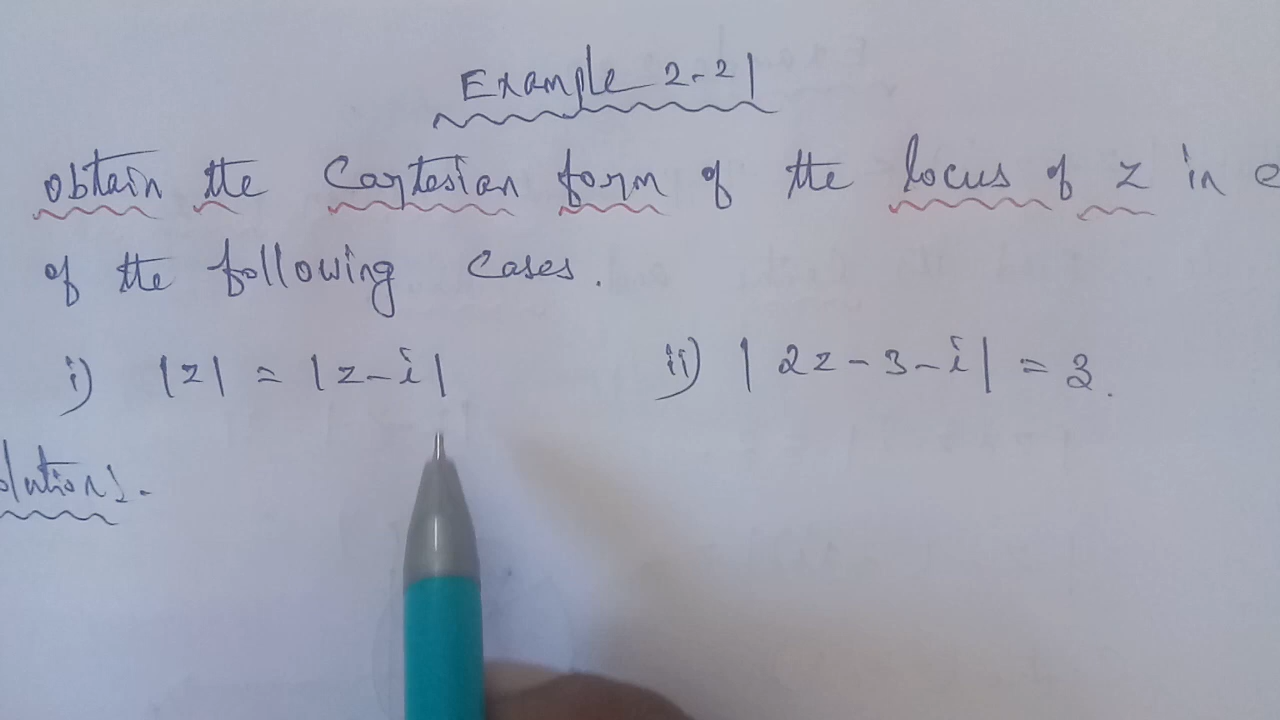 Example 2.21
obtain the Cartesian form of the locus of z in
of the following cases.
i) |z| = |z-i| ii) |2z-3-i| = 3.
olution:-